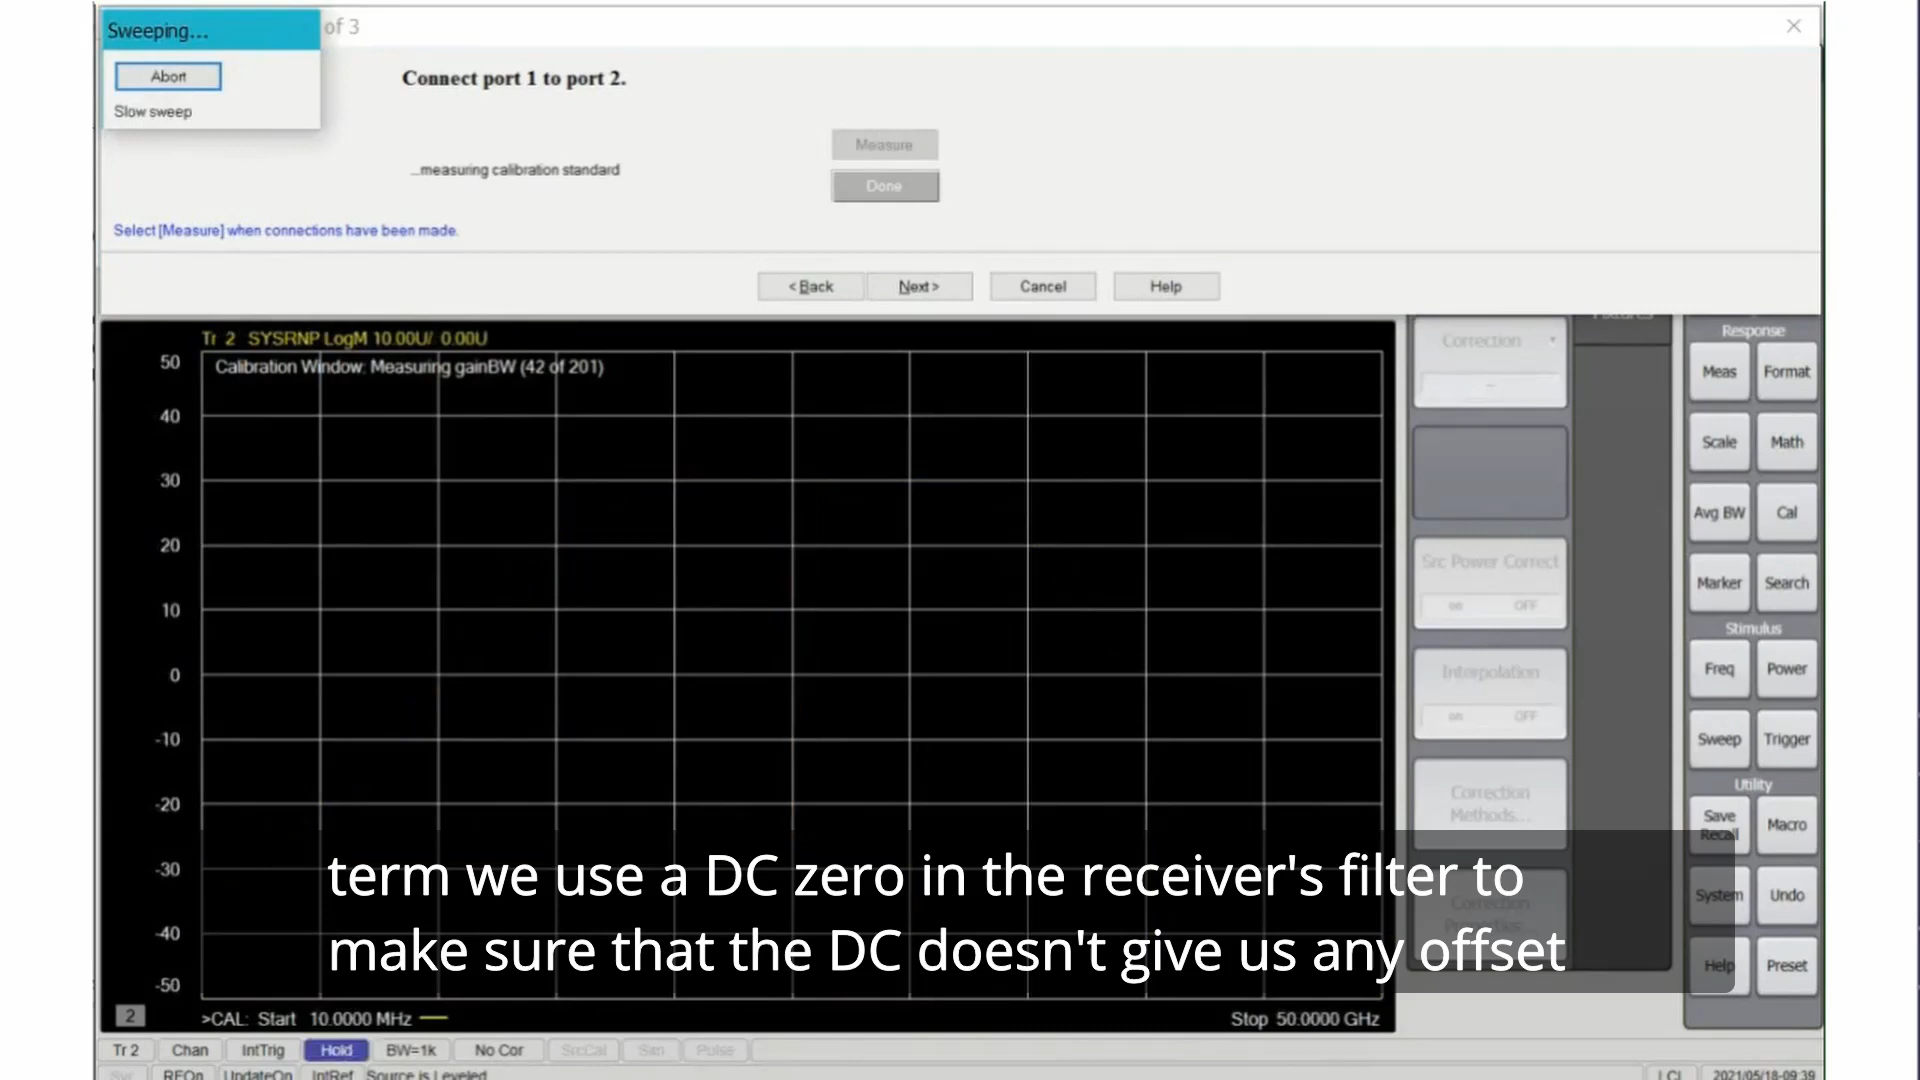 Sweeping...
of 3
Abort
Slow sweep
Connect port 1 to port 2.
Measure
...measuring calibration standard
Done
Select [Measure] when connections have been made.
< Back
Next >
Cancel
Help
Tr 2 SYSRNP LogM 10.00U/ 0.00U
Calibration Window: Measuring gainBW (42 of 201)
50
40
30
20
10
0
-10
-20
-30
-40
-50
2
>CAL: Start 10.0000 MHz
Stop 50.0000 GHz
Correction
Src Power Correct
on OFF
Interpolation
on OFF
Correction
Methods...
Correction
Response
Meas Format
Scale Math
Avg BW Cal
Marker Search
Stimulus
Freq Power
Sweep Trigger
Utility
Save
Recall
Macro
System Undo
Help Preset
term we use a DC zero in the receiver's filter to
make sure that the DC doesn't give us any offset
Tr 2 Chan IntTrig Hold BW=1k No Cor SrcCal Sim Pulse
RFOn UpdateOn IntRef Source is Leveled
LCL 2021/05/18-09:39